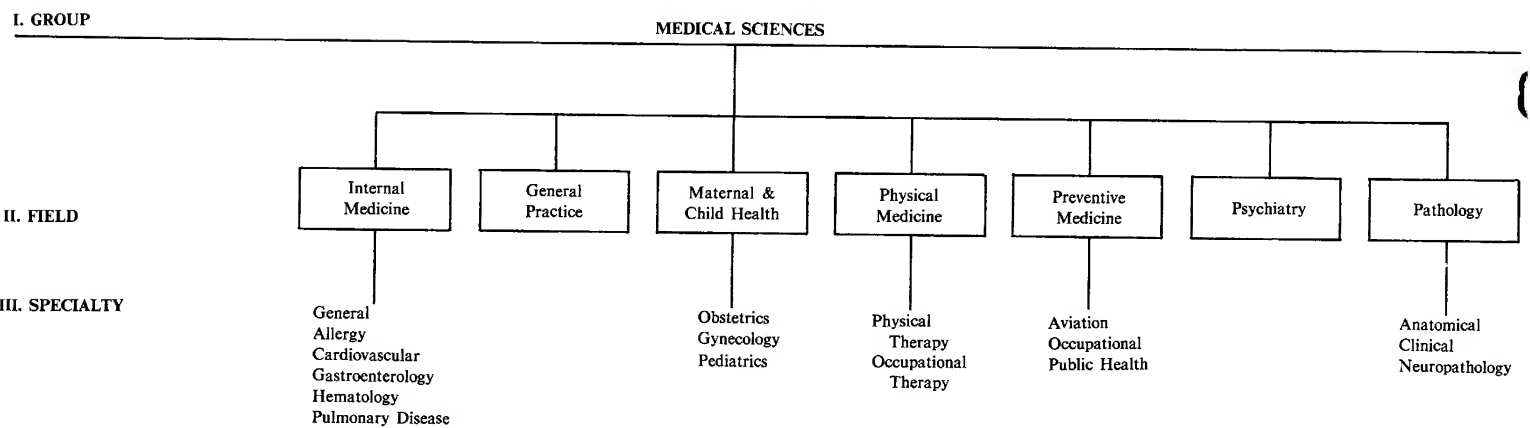 I. GROUP
MEDICAL SCIENCES
II. FIELD
Internal
Medicine
General
Practice
Maternal &
Child Health
Physical
Medicine
Preventive
Medicine
Psychiatry
Pathology
III. SPECIALTY
General
Allergy
Cardiovascular
Gastroenterology
Hematology
Pulmonary Disease
Obstetrics
Gynecology
Pediatrics
Physical
Therapy
Occupational
Therapy
Aviation
Occupational
Public Health
Anatomical
Clinical
Neuropathology